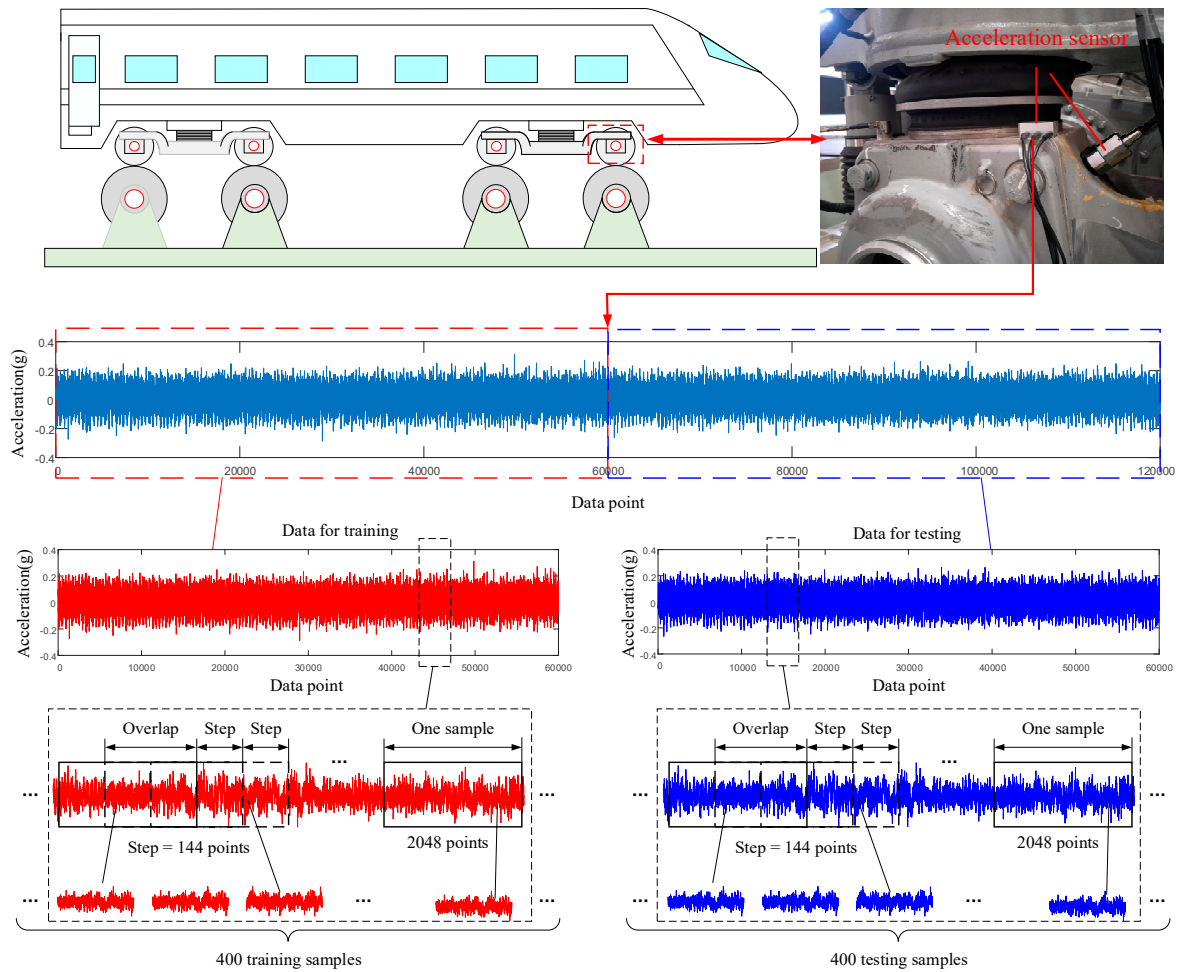 Acceleration sensor
Acceleration(g)
0.4
0.2
0
-0.2
-0.4
0 20000 40000 60000 80000 100000 120000
Data point
Data for training
Data for testing
Acceleration(g)
0.4
0.2
0
-0.2
-0.4
0 10000 20000 30000 40000 50000 60000
Data point
Acceleration(g)
0.4
0.2
0
-0.2
-0.4
0 10000 20000 30000 40000 50000 60000
Data point
Overlap Step Step One sample
...
... ...
Step = 144 points 2048 points
... ... ...
400 training samples
Overlap Step Step One sample
...
... ...
Step = 144 points 2048 points
... ... ...
400 testing samples